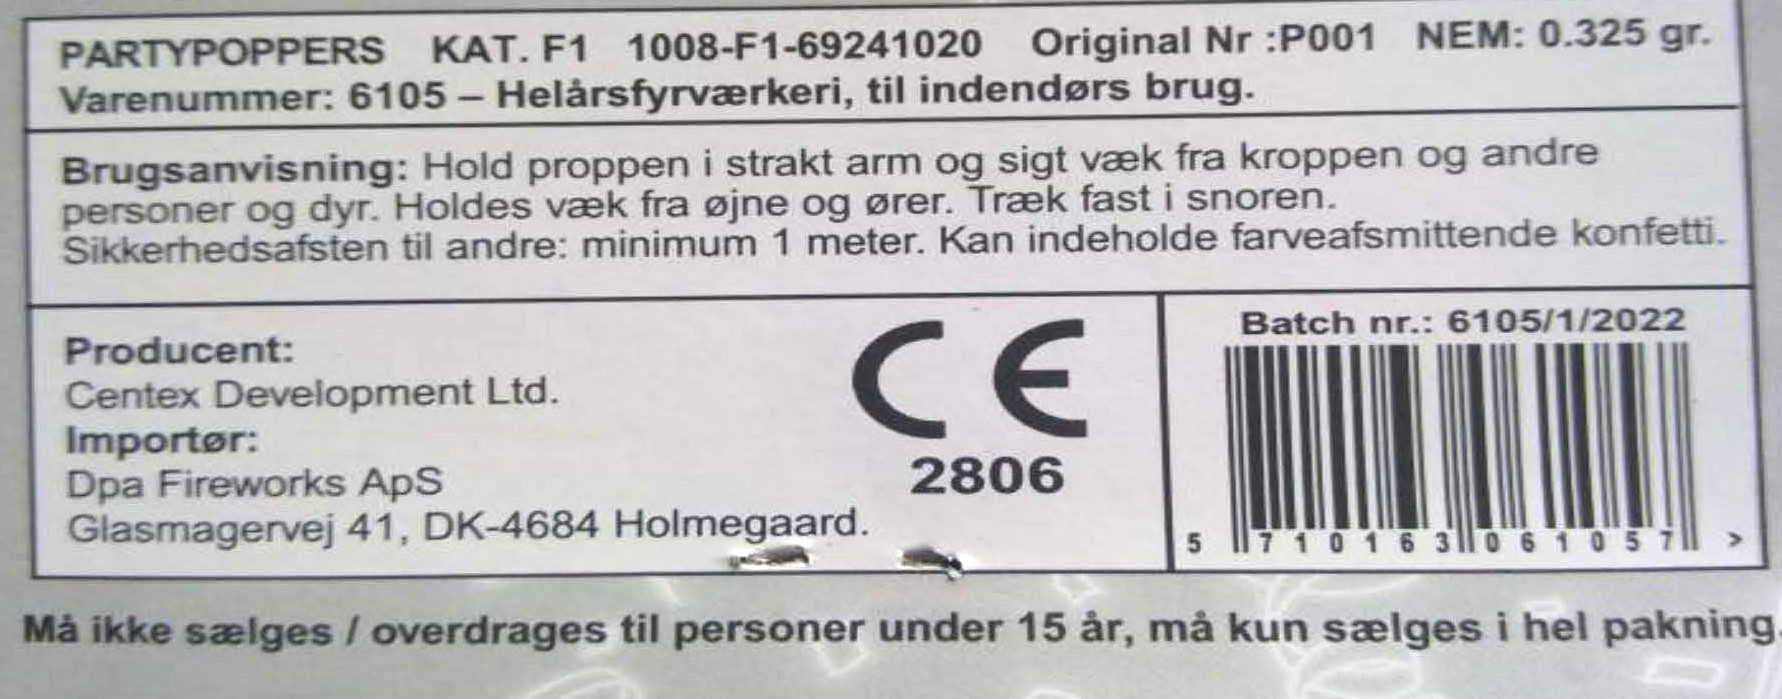 PARTYPOPPERS KAT. F1 1008-F1-69241020 Original Nr :P001 NEM: 0.325 gr.
Varenummer: 6105 – Helårsfyrværkeri, til indendørs brug.
Brugsanvisning: Hold proppen i strakt arm og sigt væk fra kroppen og andre
personer og dyr. Holdes væk fra øjne og ører. Træk fast i snoren.
Sikkerhedsafsten til andre: minimum 1 meter. Kan indeholde farveafsmittende konfetti.
Producent:
Centex Development Ltd.
Importør:
Dpa Fireworks ApS
Glasmagervej 41, DK-4684 Holmegaard.
CE
2806
Batch nr.: 6105/1/2022
5 710163 061057 >
Må ikke sælges / overdrages til personer under 15 år, må kun sælges i hel pakning.